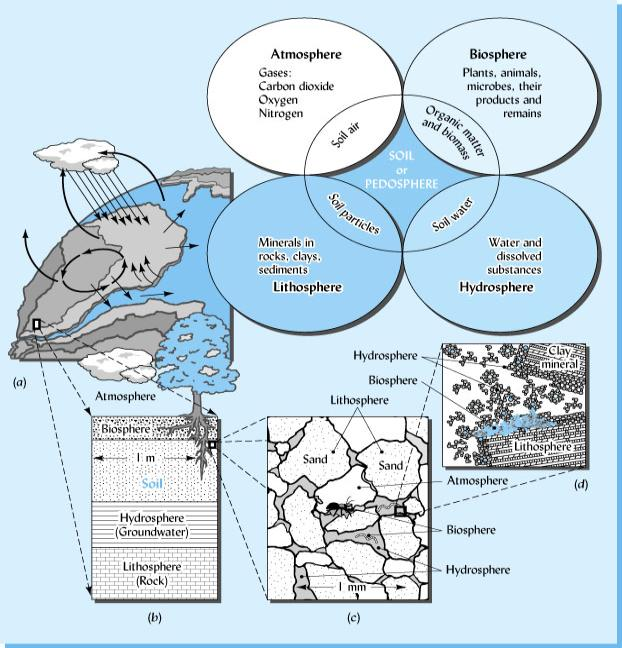 Atmosphere
Gases:
Carbon dioxide
Oxygen
Nitrogen
Biosphere
Plants, animals,
microbes, their
products and
remains
Soil air
Organic matter
and biomass
SOIL
or
PEDOSPHERE
Soil particles
Soil water
Minerals in
rocks, clays,
sediments
Lithosphere
Water and
dissolved
substances
Hydrosphere
(a)
Atmosphere
Biosphere
1 m
Soil
Hydrosphere
(Groundwater)
Lithosphere
(Rock)
(b)
Lithosphere
Sand
Sand
Atmosphere
Biosphere
Hydrosphere
1 mm
(c)
Hydrosphere
Biosphere
Clay
mineral
Lithosphere
(d)